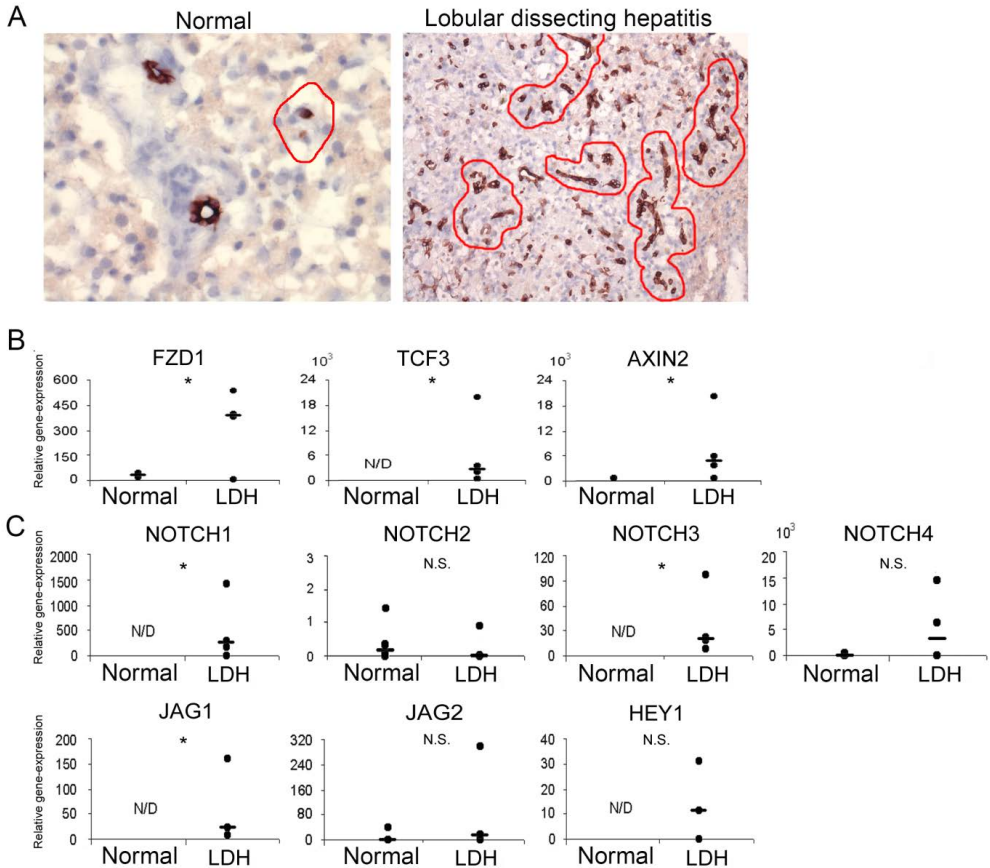 A
Normal
Lobular dissecting hepatitis
B
FZD1
TCF3
AXIN2
Relative gene-expression
600
450
300
150
0
*
Normal
LDH
10³
24
18
12
6
0
*
N/D
Normal
LDH
10³
24
18
12
6
0
*
Normal
LDH
C
NOTCH1
NOTCH2
NOTCH3
NOTCH4
Relative gene-expression
2000
1500
1000
500
0
*
N/D
Normal
LDH
3
2
1
0
N.S.
Normal
LDH
120
90
60
30
0
*
N/D
Normal
LDH
10³
20
15
10
5
0
N.S.
Normal
LDH
JAG1
JAG2
HEY1
Relative gene-expression
200
150
100
50
0
*
N/D
Normal
LDH
320
240
160
80
0
N.S.
Normal
LDH
40
30
20
10
0
N.S.
N/D
Normal
LDH